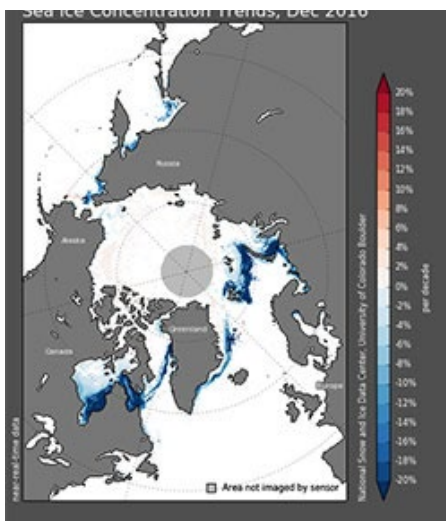 Sea Ice Concentration Trends, Dec 2016
Russia
Alaska
Greenland
Canada
Europe
Area not imaged by sensor
near-real-time data
20%
18%
16%
14%
12%
10%
8%
6%
4%
2%
0%
-2%
-4%
-6%
-8%
-10%
-12%
-14%
-16%
-18%
-20%
per decade
National Snow and Ice Data Center, University of Colorado Boulder